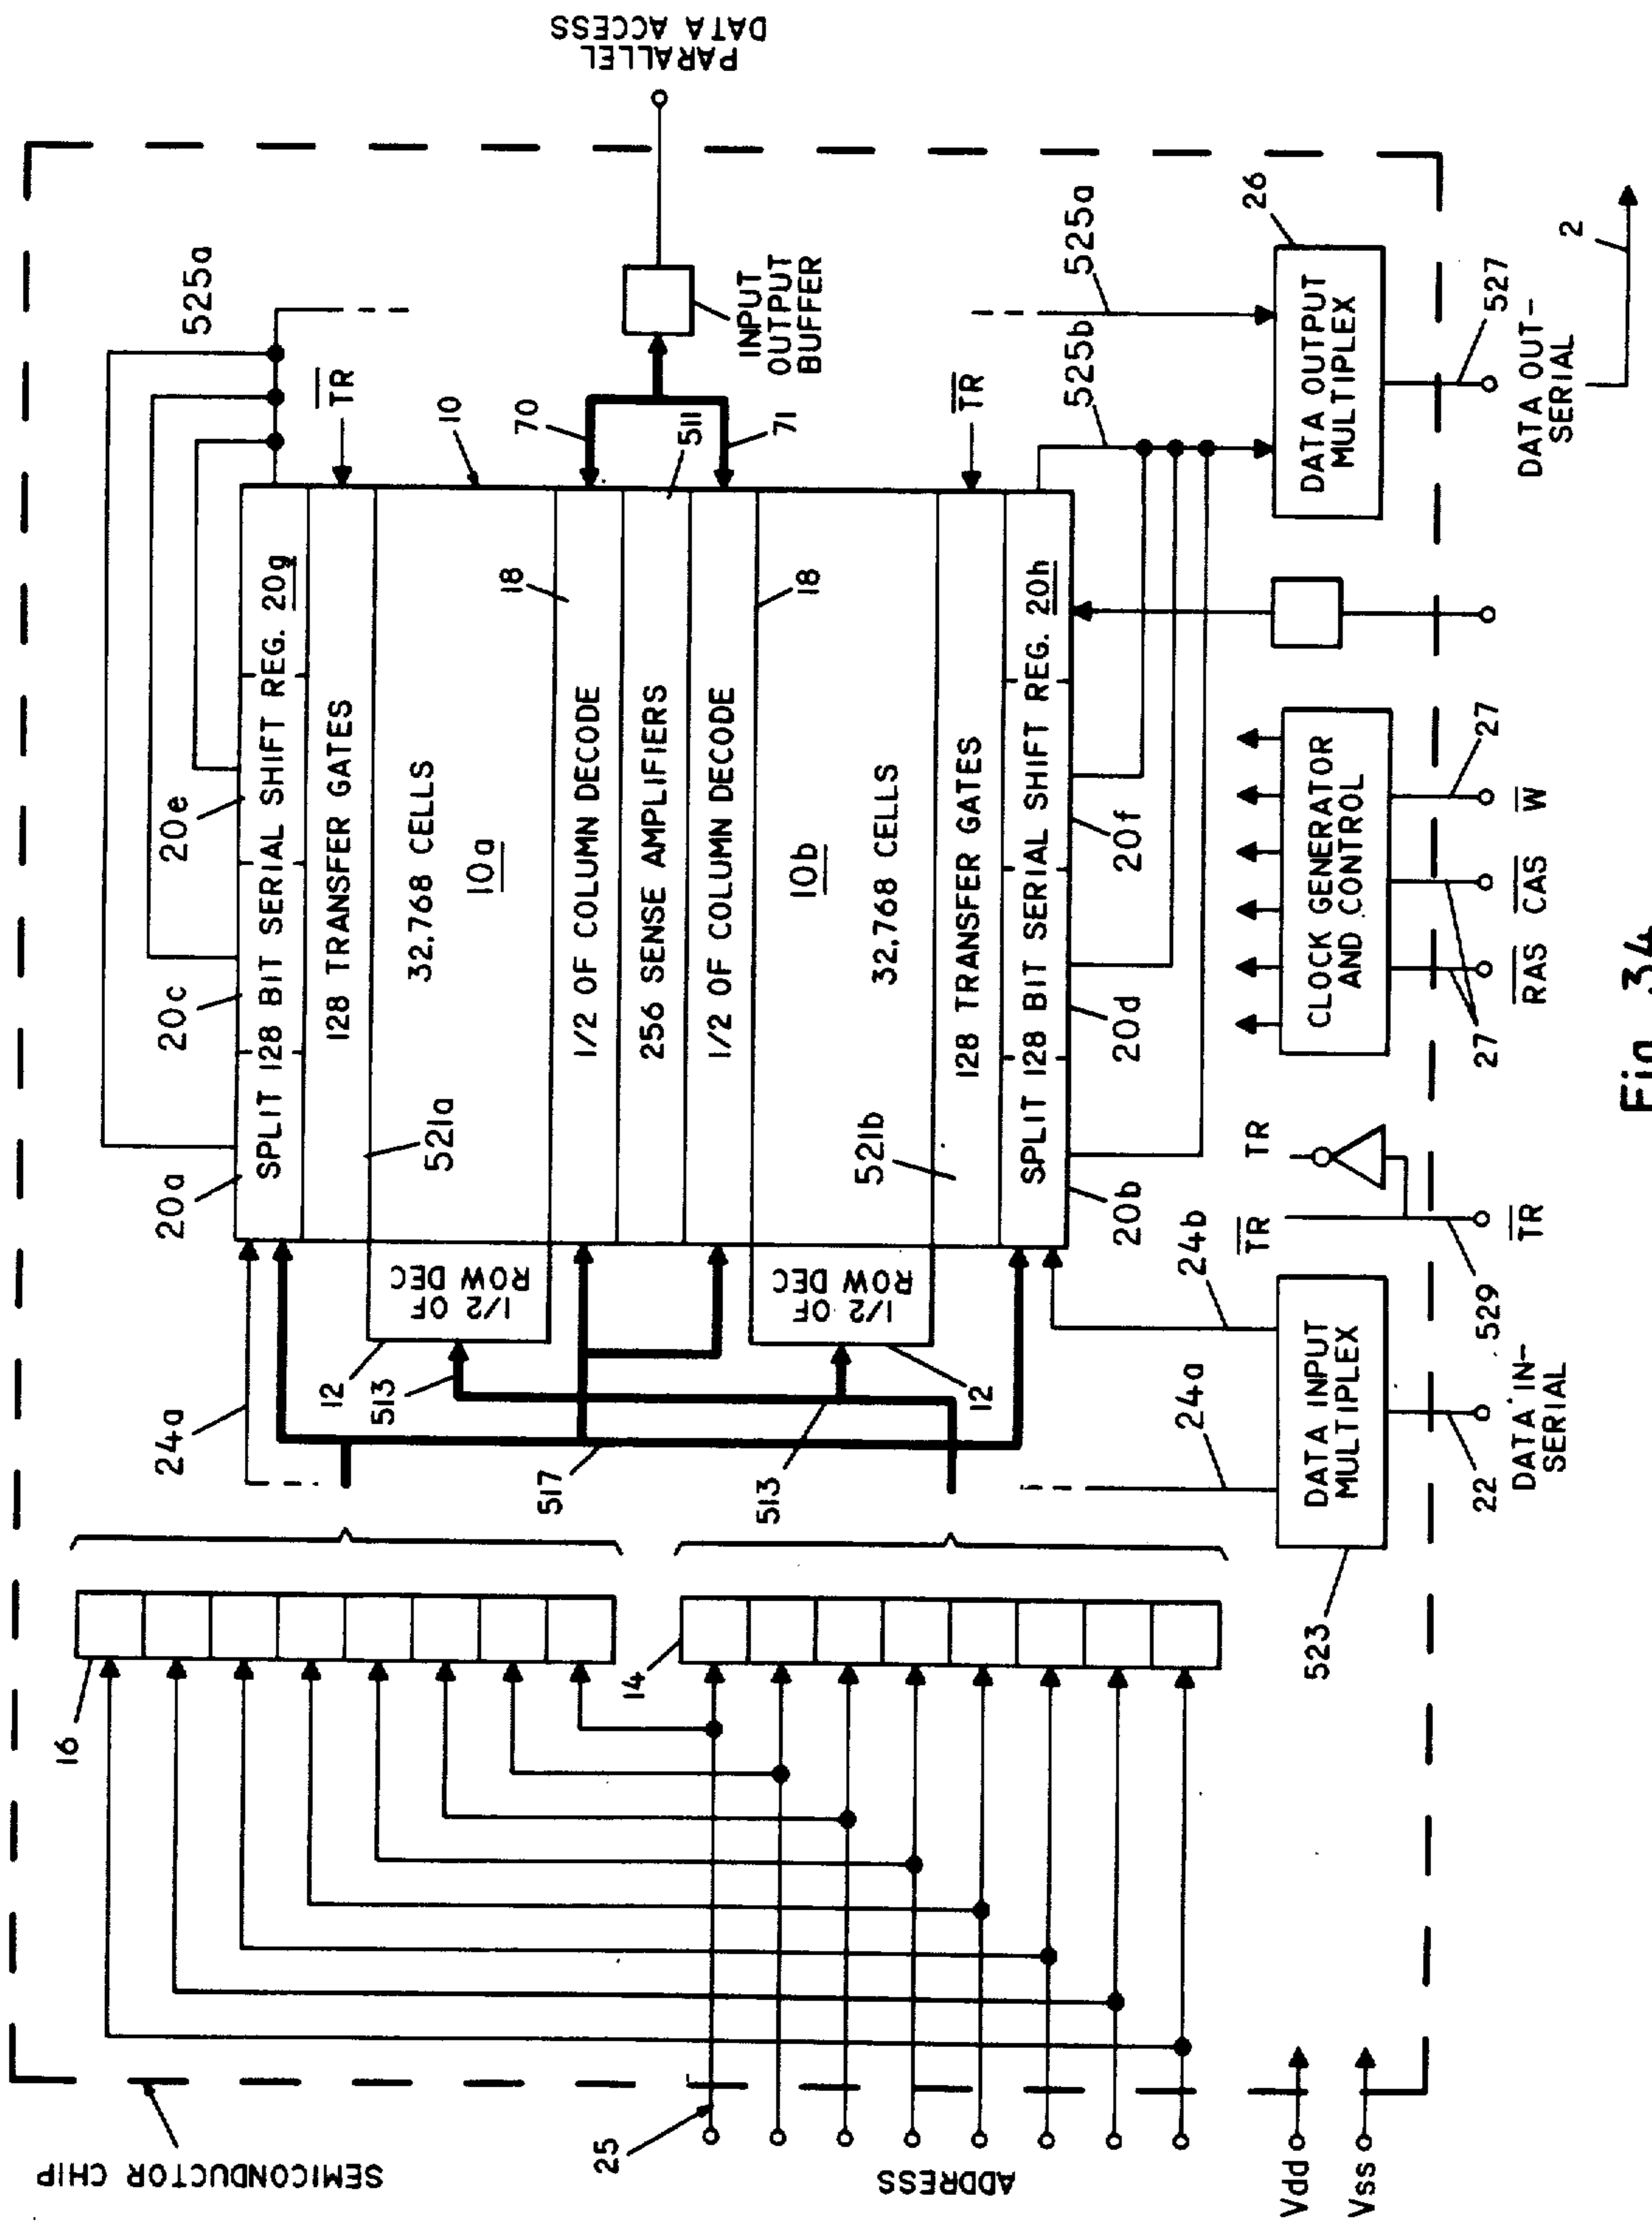 SEMICONDUCTOR CHIP
16
24a
20a
20c
20e
525a
SPLIT 128 BIT SERIAL SHIFT REG. 20g
128 TRANSFER GATES
TR
521a
32,768 CELLS
10a
10
12
1/2 OF
ROW DEC
513
18
1/2 OF COLUMN DECODE
70
517
256 SENSE AMPLIFIERS
511
INPUT
OUTPUT
BUFFER
PARALLEL
DATA ACCESS
1/2 OF COLUMN DECODE
71
18
14
25
ADDRESS
513
12
1/2 OF
ROW DEC
10b
32,768 CELLS
521b
128 TRANSFER GATES
TR
SPLIT 128 BIT SERIAL SHIFT REG. 20h
20b
20d
20f
525b
525a
24a
24b
26
TR
TR
523
DATA INPUT
MULTIPLEX
CLOCK GENERATOR
AND CONTROL
DATA OUTPUT
MULTIPLEX
Vdd
Vss
22
529
27
27
527
DATA IN-
SERIAL
TR
RAS
CAS
W
DATA OUT-
SERIAL
2
Fig. 34